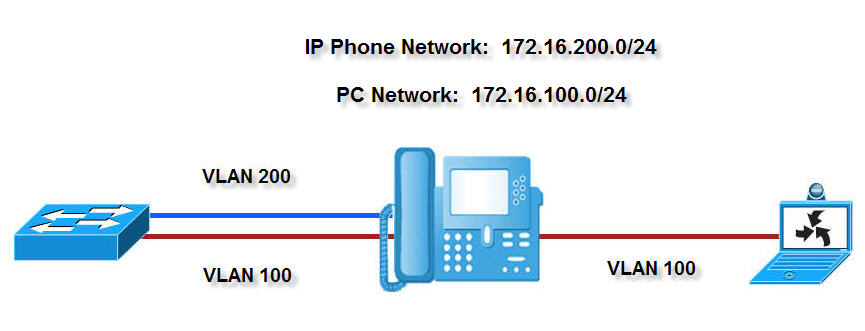 IP Phone Network: 172.16.200.0/24
PC Network: 172.16.100.0/24
VLAN 200
VLAN 100
VLAN 100